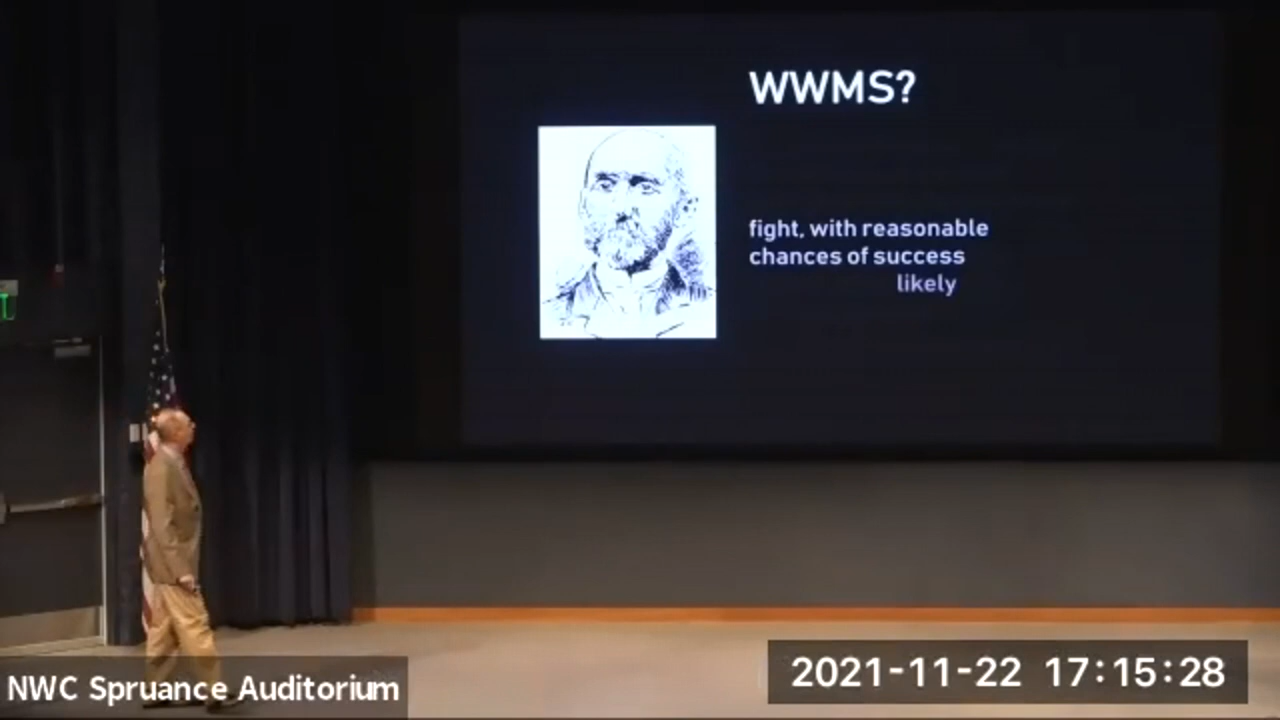 WWMS?
fight, with reasonable
chances of success
likely
NWC Spruance Auditorium
2021-11-22 17:15:28